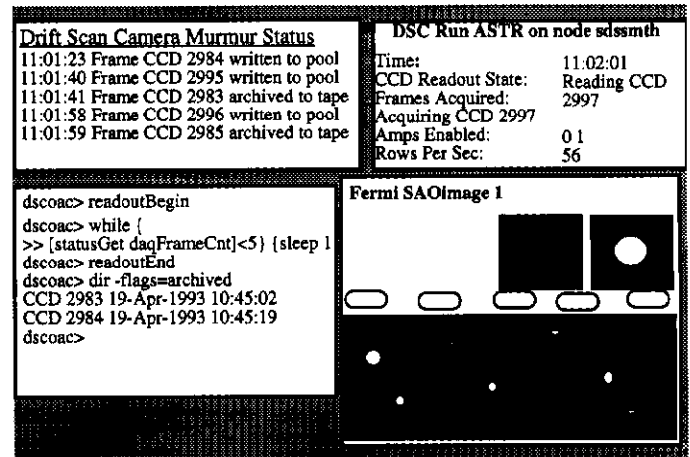 Drift Scan Camera Murmur Status
11:01:23 Frame CCD 2984 written to pool
11:01:40 Frame CCD 2995 written to pool
11:01:41 Frame CCD 2983 archived to tape
11:01:58 Frame CCD 2996 written to pool
11:01:59 Frame CCD 2985 archived to tape
DSC Run ASTR on node sdssmth
Time: 11:02:01
CCD Readout State: Reading CCD
Frames Acquired: 2997
Acquiring CCD 2997
Amps Enabled: 0 1
Rows Per Sec: 56
dscoac> readoutBegin
dscoac> while {
>> [statusGet daqFrameCnt]<5} {sleep 1
dscoac> readoutEnd
dscoac> dir -flags=archived
CCD 2983 19-Apr-1993 10:45:02
CCD 2984 19-Apr-1993 10:45:19
dscoac>
Fermi SAOimage 1